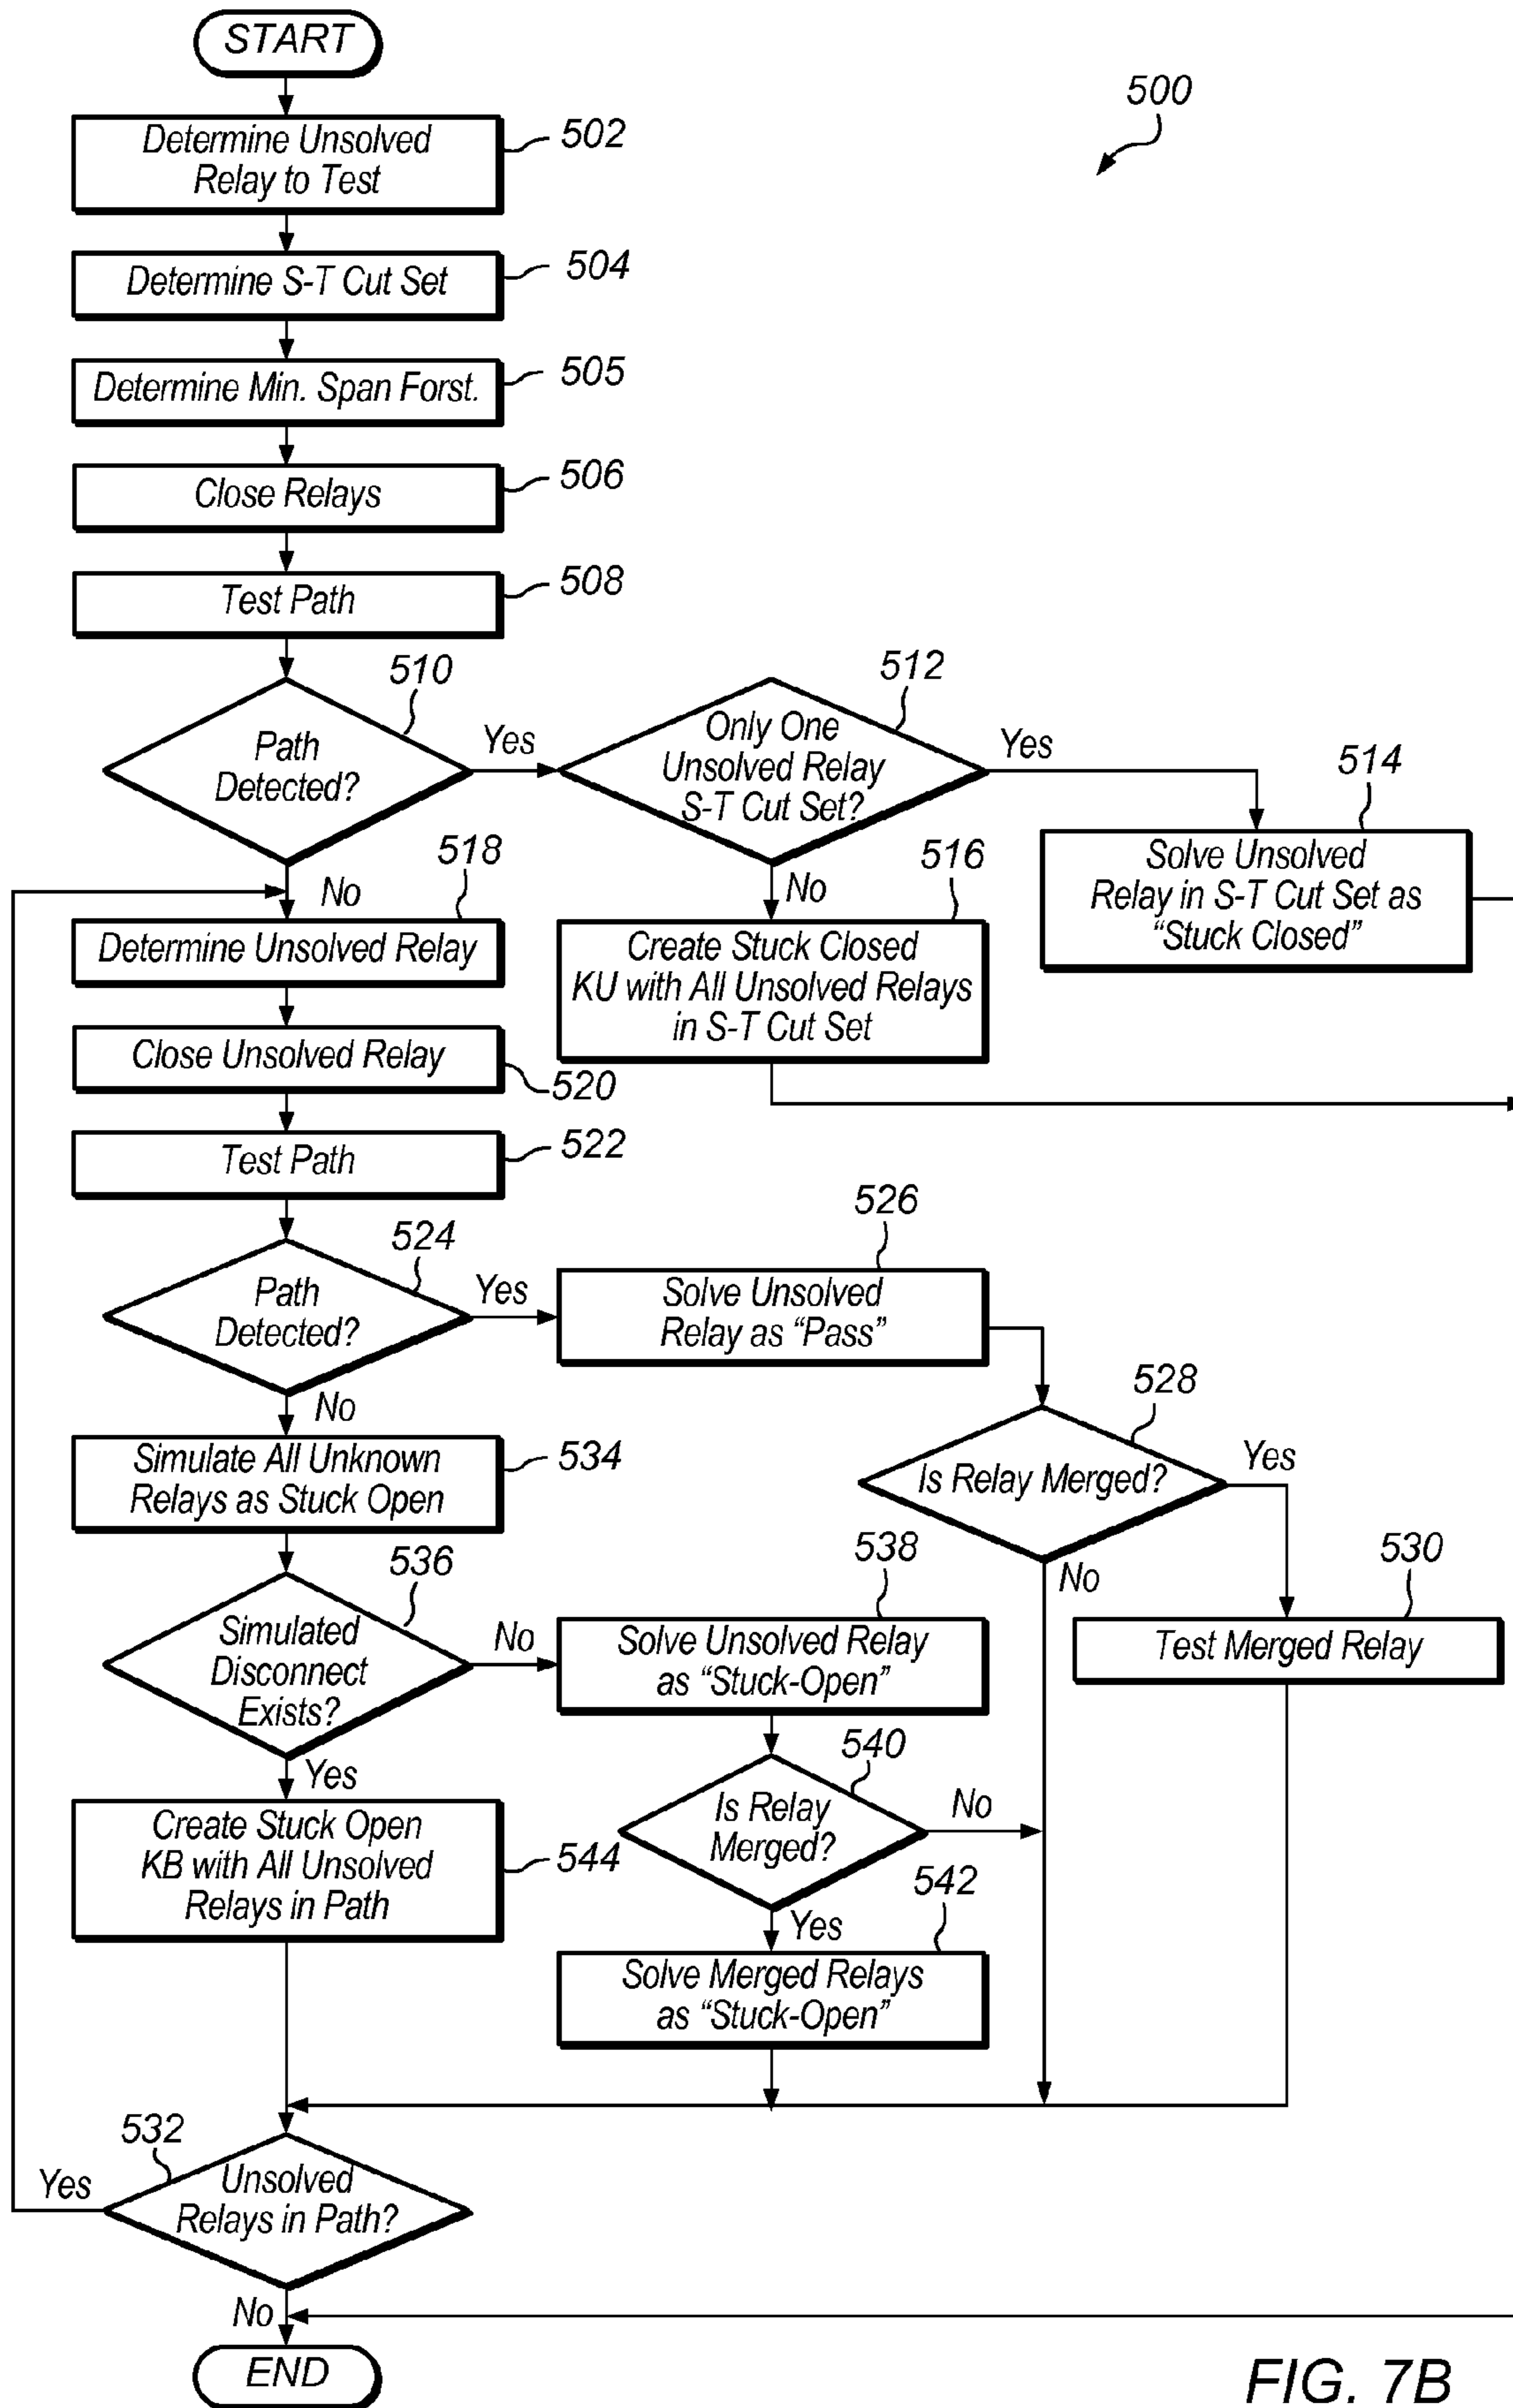 START
500
Determine Unsolved
Relay to Test
502
Determine S-T Cut Set
504
Determine Min. Span Forst.
505
Close Relays
506
Test Path
508
510
Path
Detected?
Yes
No
512
Only One
Unsolved Relay
S-T Cut Set?
Yes
No
514
Solve Unsolved
Relay in S-T Cut Set as
“Stuck Closed”
516
Create Stuck Closed
KU with All Unsolved Relays
in S-T Cut Set
518
Determine Unsolved Relay
Close Unsolved Relay
520
Test Path
522
524
Path
Detected?
Yes
No
526
Solve Unsolved
Relay as “Pass”
528
Is Relay Merged?
Yes
No
530
Test Merged Relay
Simulate All Unknown
Relays as Stuck Open
534
536
Simulated
Disconnect
Exists?
No
Yes
538
Solve Unsolved Relay
as “Stuck-Open”
540
Is Relay
Merged?
No
Yes
542
Solve Merged Relays
as “Stuck-Open”
Create Stuck Open
KB with All Unsolved
Relays in Path
544
532
Unsolved
Relays in Path?
Yes
No
END
FIG. 7B